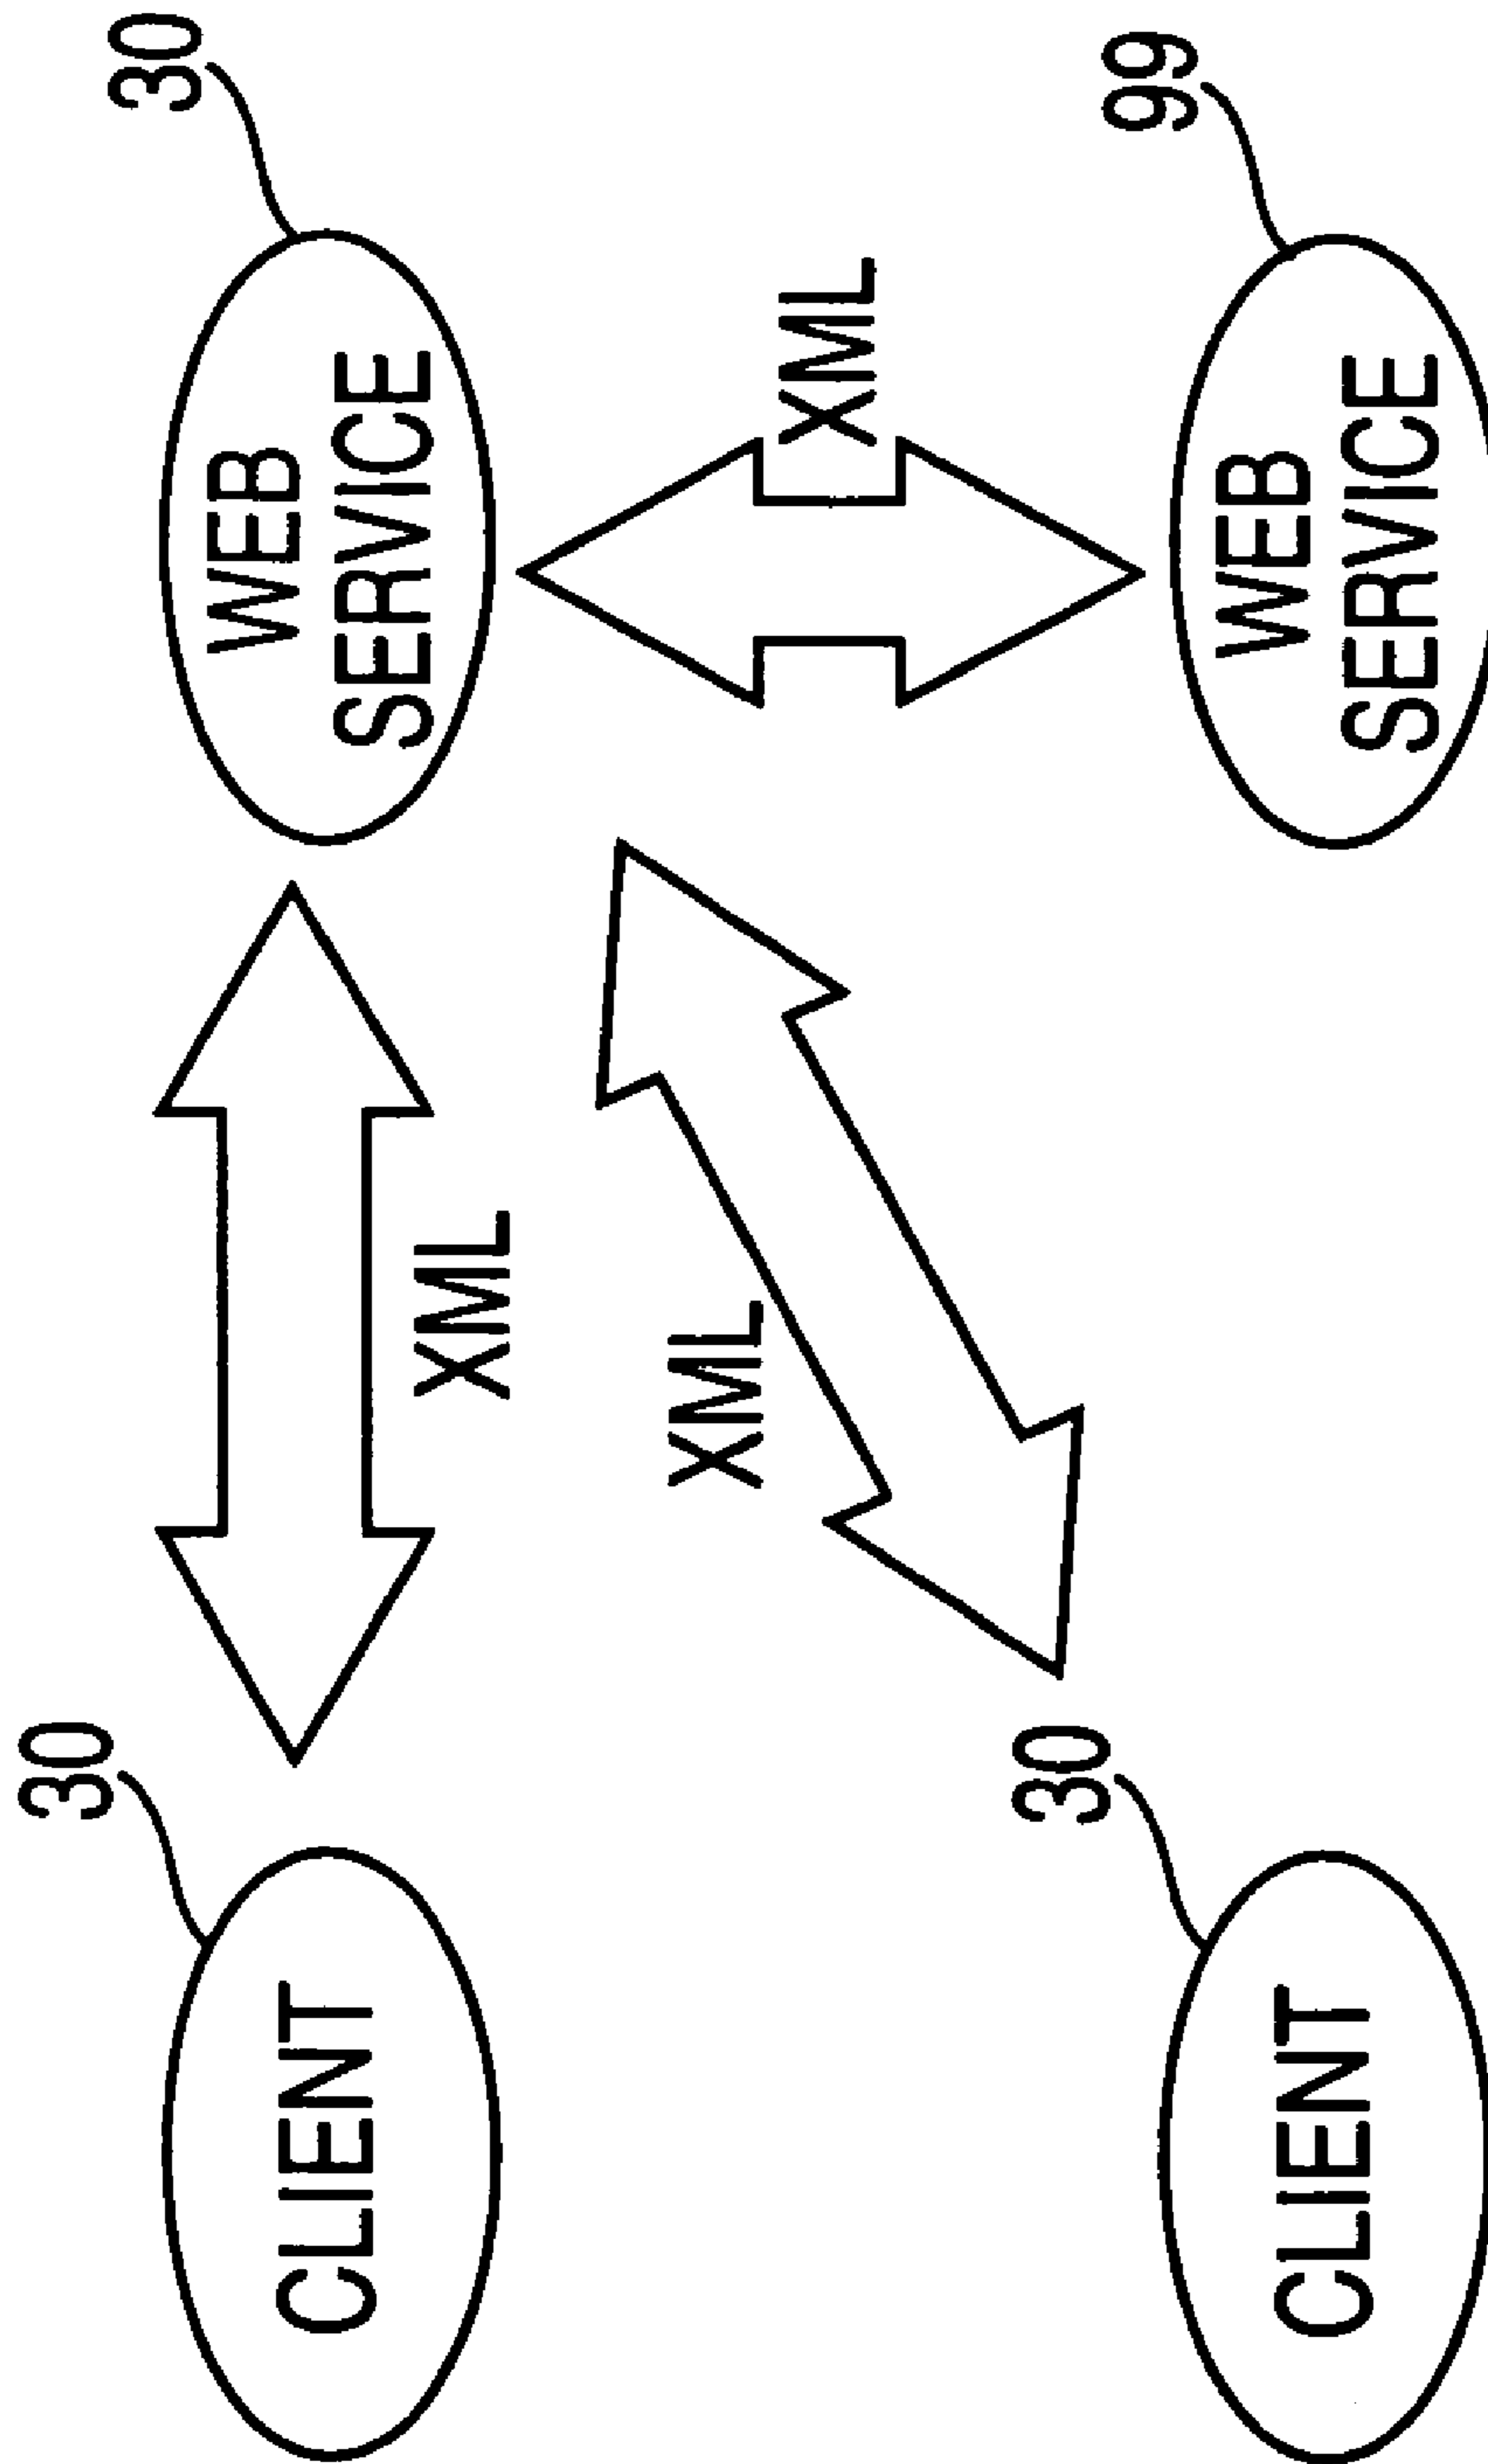 30
30
CLIENT
WEB
SERVICE
XML
XML
XML
30
99
CLIENT
WEB
SERVICE